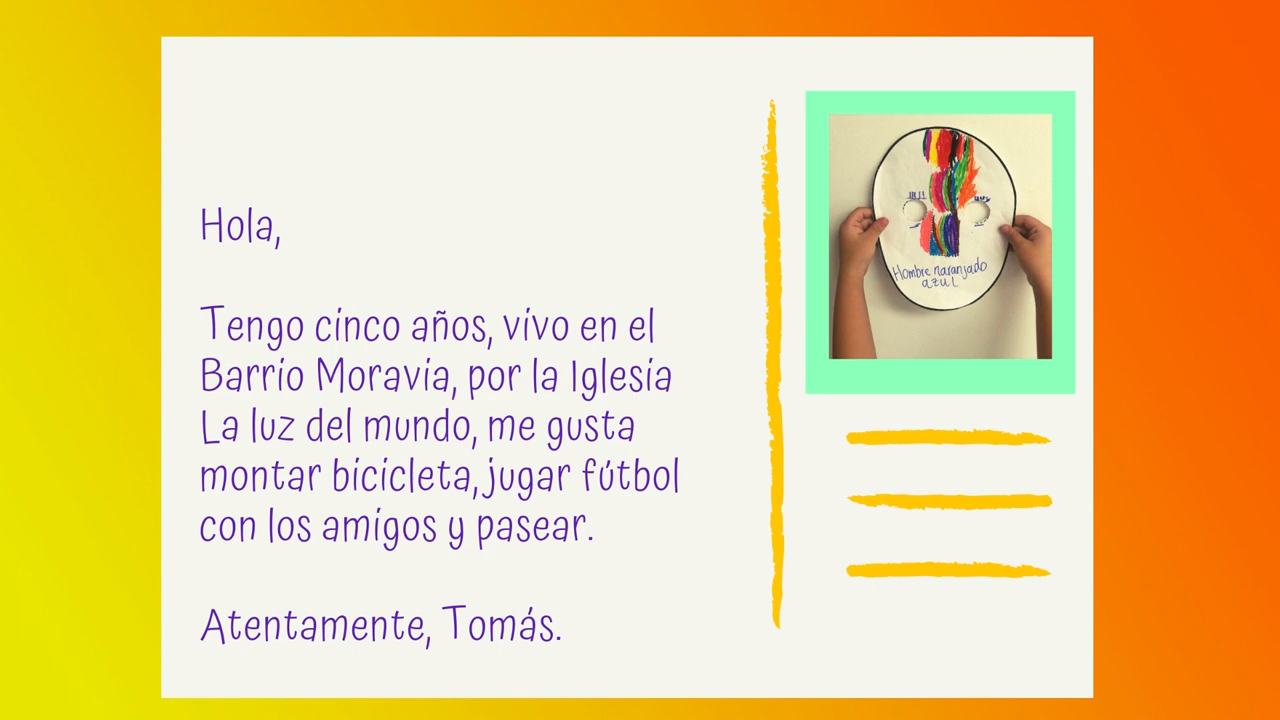 Hola,
Tengo cinco años, vivo en el
Barrio Moravia, por la Iglesia
La luz del mundo, me gusta
montar bicicleta, jugar fútbol
con los amigos y pasear.
Atentamente, Tomás.
Hombre naranjado
azul